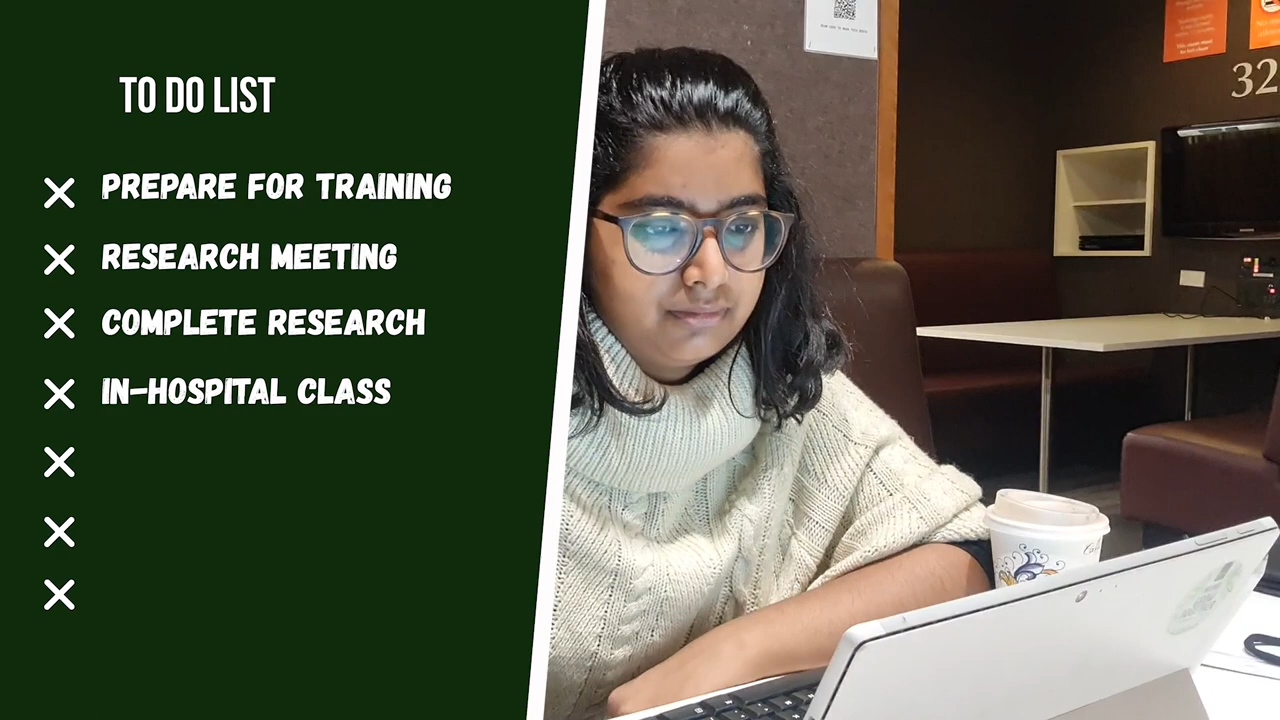 TO DO LIST
PREPARE FOR TRAINING
RESEARCH MEETING
COMPLETE RESEARCH
IN-HOSPITAL CLASS
32